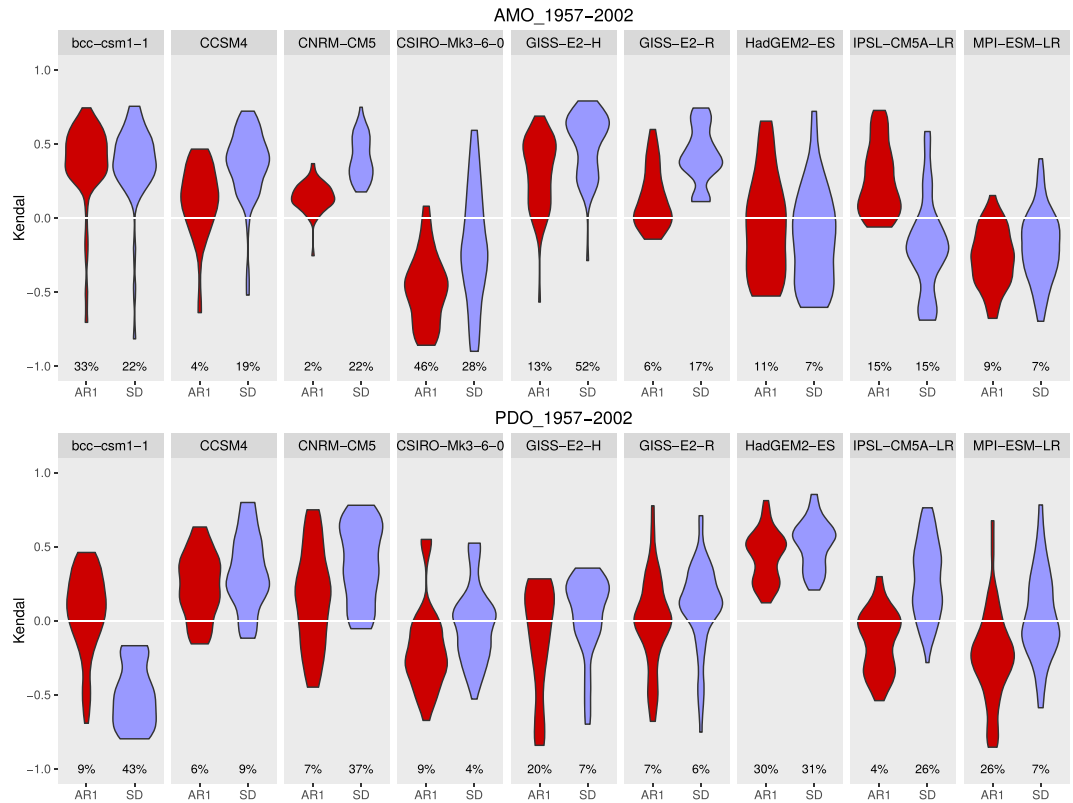 AMO_1957−2002
bcc−csm1−1 CCSM4 CNRM−CM5 CSIRO−Mk3−6−0 GISS−E2−H GISS−E2−R HadGEM2−ES IPSL−CM5A−LR MPI−ESM−LR
1.0
0.5
0.0
−0.5
−1.0
Kendal
33% 22% 4% 19% 2% 22% 46% 28% 13% 52% 6% 17% 11% 7% 15% 15% 9% 7%
AR1 SD AR1 SD AR1 SD AR1 SD AR1 SD AR1 SD AR1 SD AR1 SD AR1 SD
PDO_1957−2002
bcc−csm1−1 CCSM4 CNRM−CM5 CSIRO−Mk3−6−0 GISS−E2−H GISS−E2−R HadGEM2−ES IPSL−CM5A−LR MPI−ESM−LR
1.0
0.5
0.0
−0.5
−1.0
Kendal
9% 43% 6% 9% 7% 37% 9% 4% 20% 7% 7% 6% 30% 31% 4% 26% 26% 7%
AR1 SD AR1 SD AR1 SD AR1 SD AR1 SD AR1 SD AR1 SD AR1 SD AR1 SD